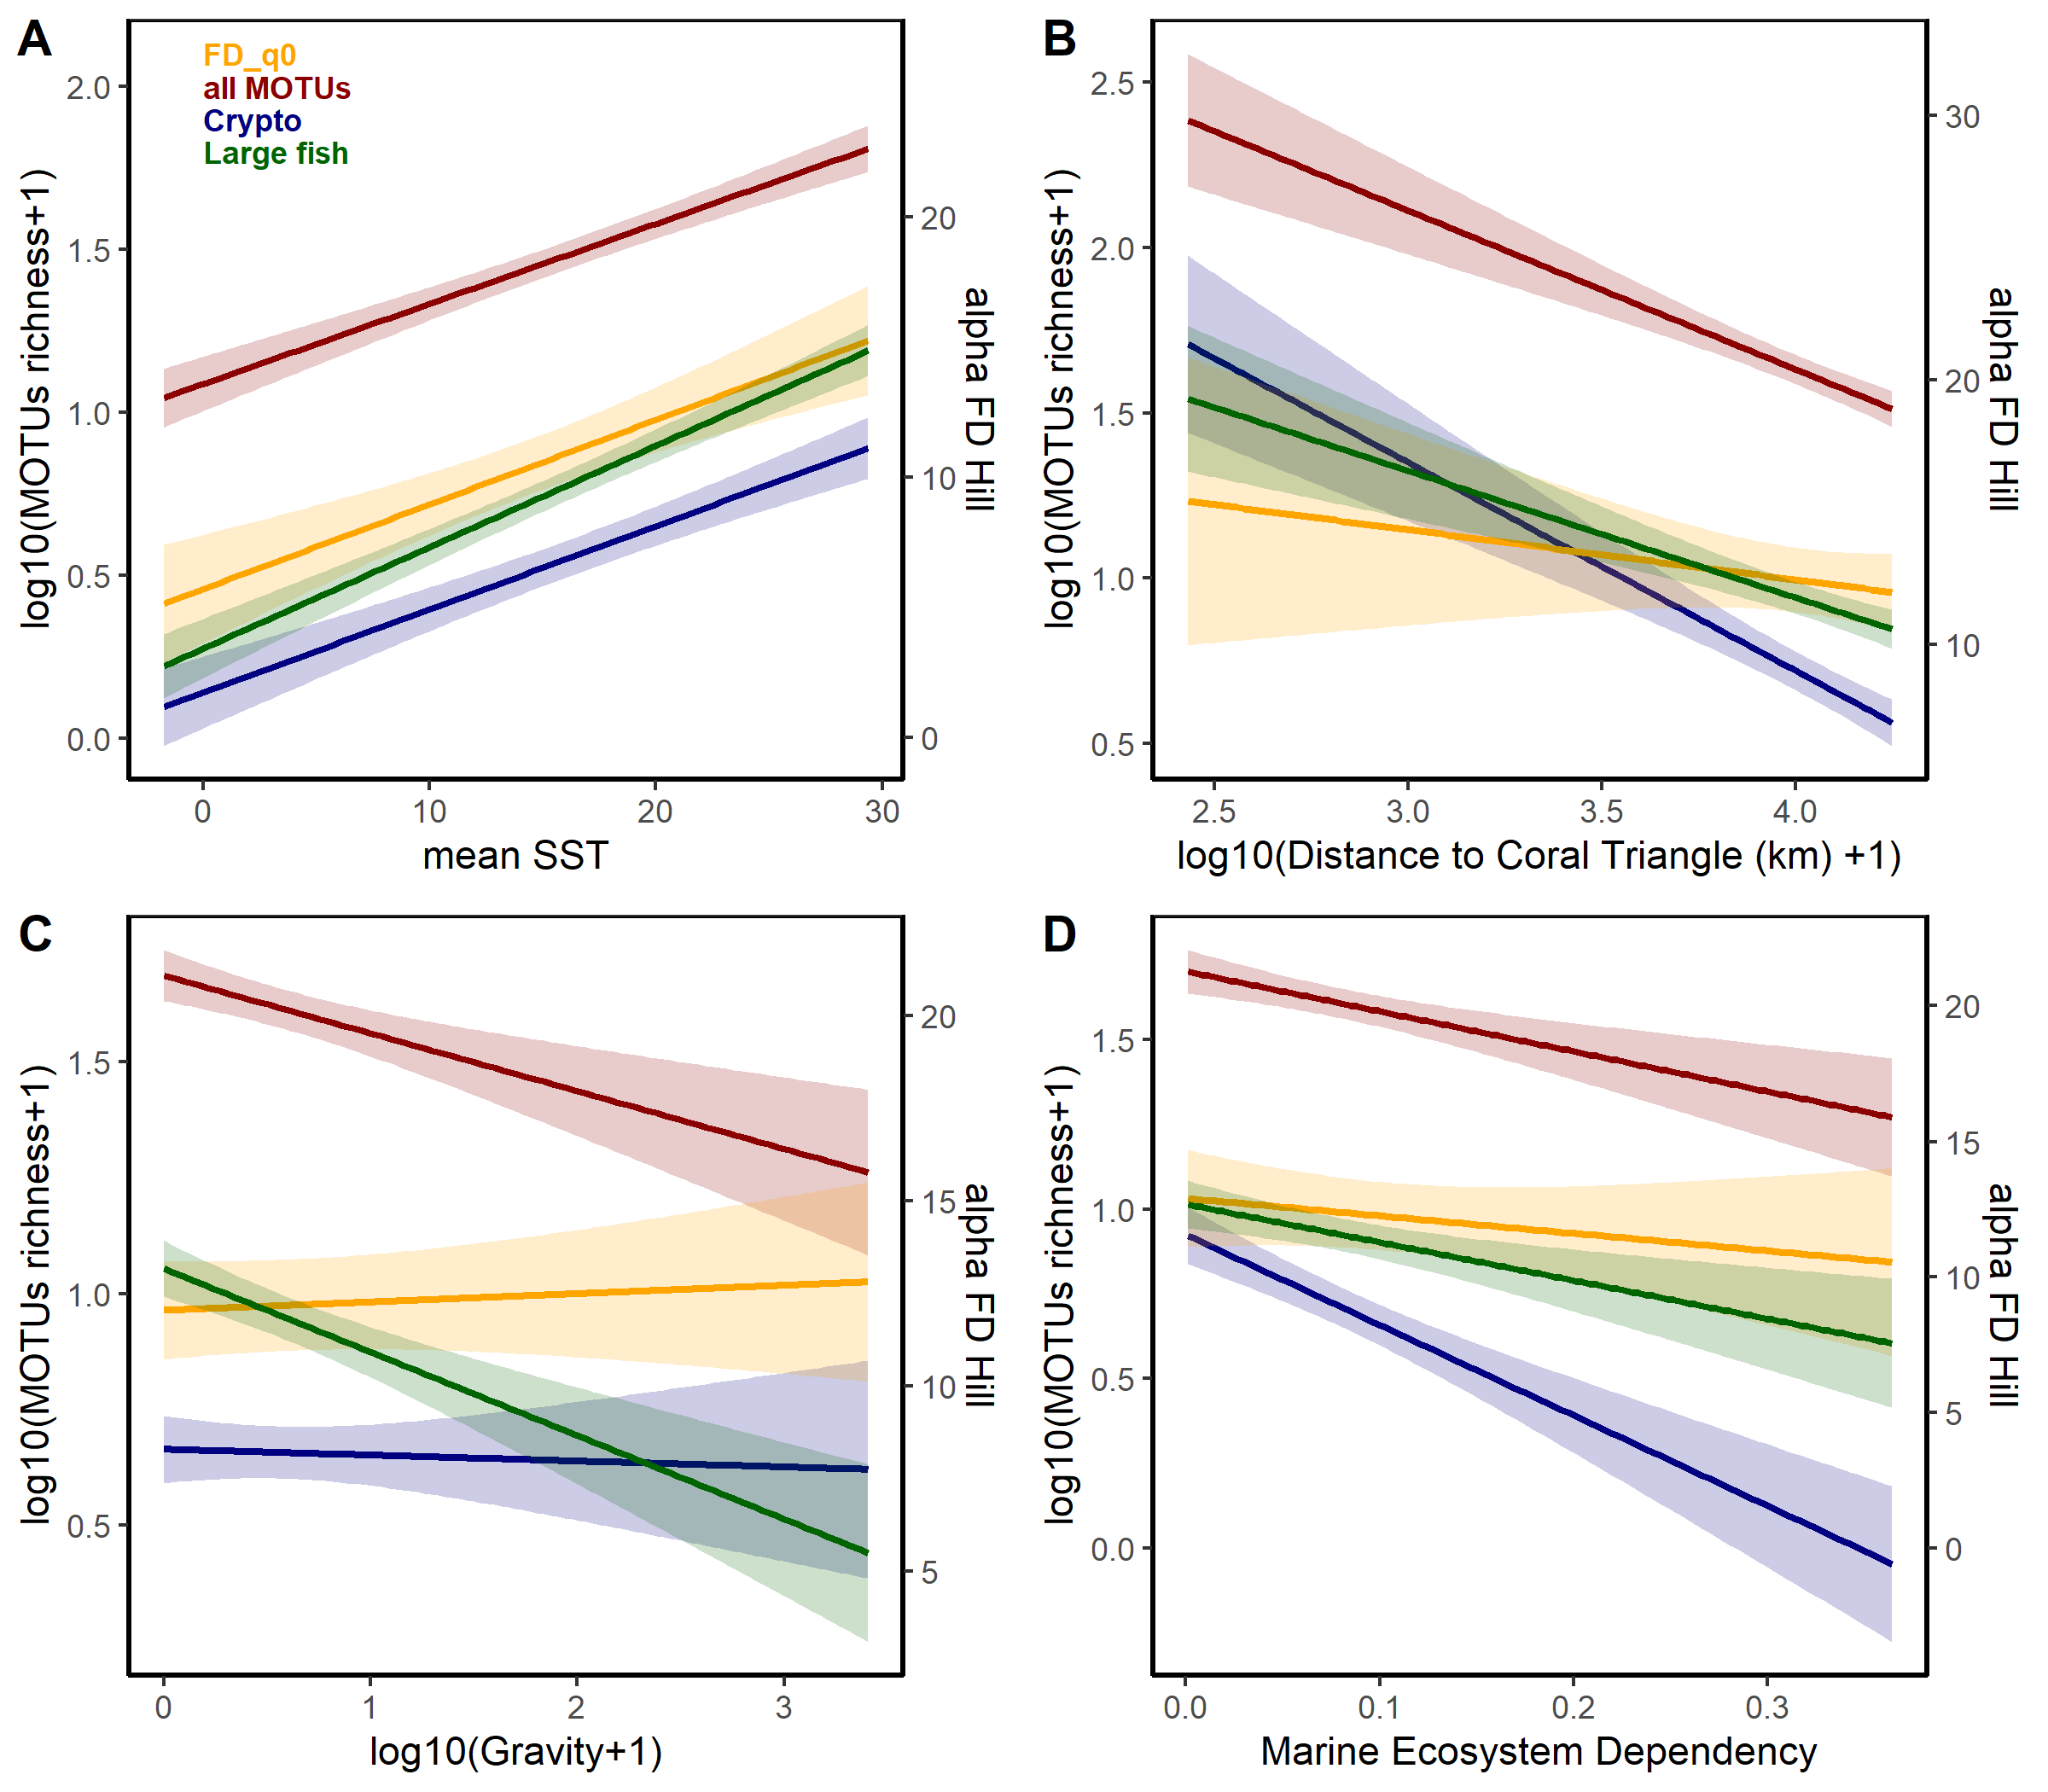 A
FD_q0
all MOTUs
Crypto
Large fish
log10(MOTUs richness+1)
2.0
1.5
1.0
0.5
0.0
20
10
0
alpha FD Hill
0 10 20 30
mean SST
B
log10(MOTUs richness+1)
2.5
2.0
1.5
1.0
0.5
30
20
10
alpha FD Hill
2.5 3.0 3.5 4.0
log10(Distance to Coral Triangle (km) +1)
C
log10(MOTUs richness+1)
1.5
1.0
0.5
20
15
10
5
alpha FD Hill
0 1 2 3
log10(Gravity+1)
D
log10(MOTUs richness+1)
1.5
1.0
0.5
0.0
20
15
10
5
0
alpha FD Hill
0.0 0.1 0.2 0.3
Marine Ecosystem Dependency